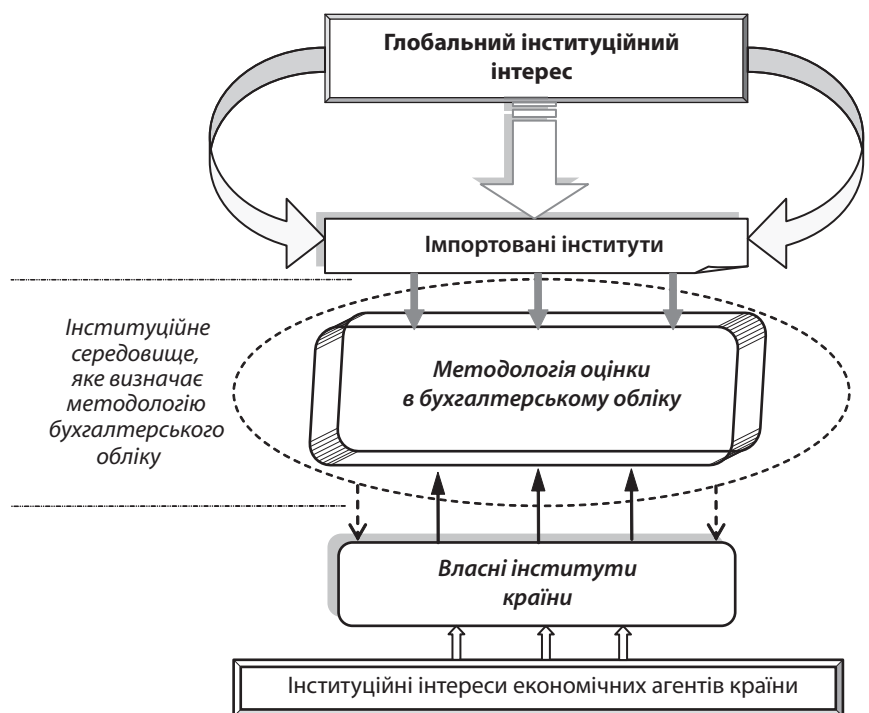 Глобальний інституційний
інтерес
Імпортовані інститути
Інституційне
середовище,
яке визначає
методологію
бухгалтерського
обліку
Методологія оцінки
в бухгалтерському обліку
Власні інститути
країни
Інституційні інтереси економічних агентів країни